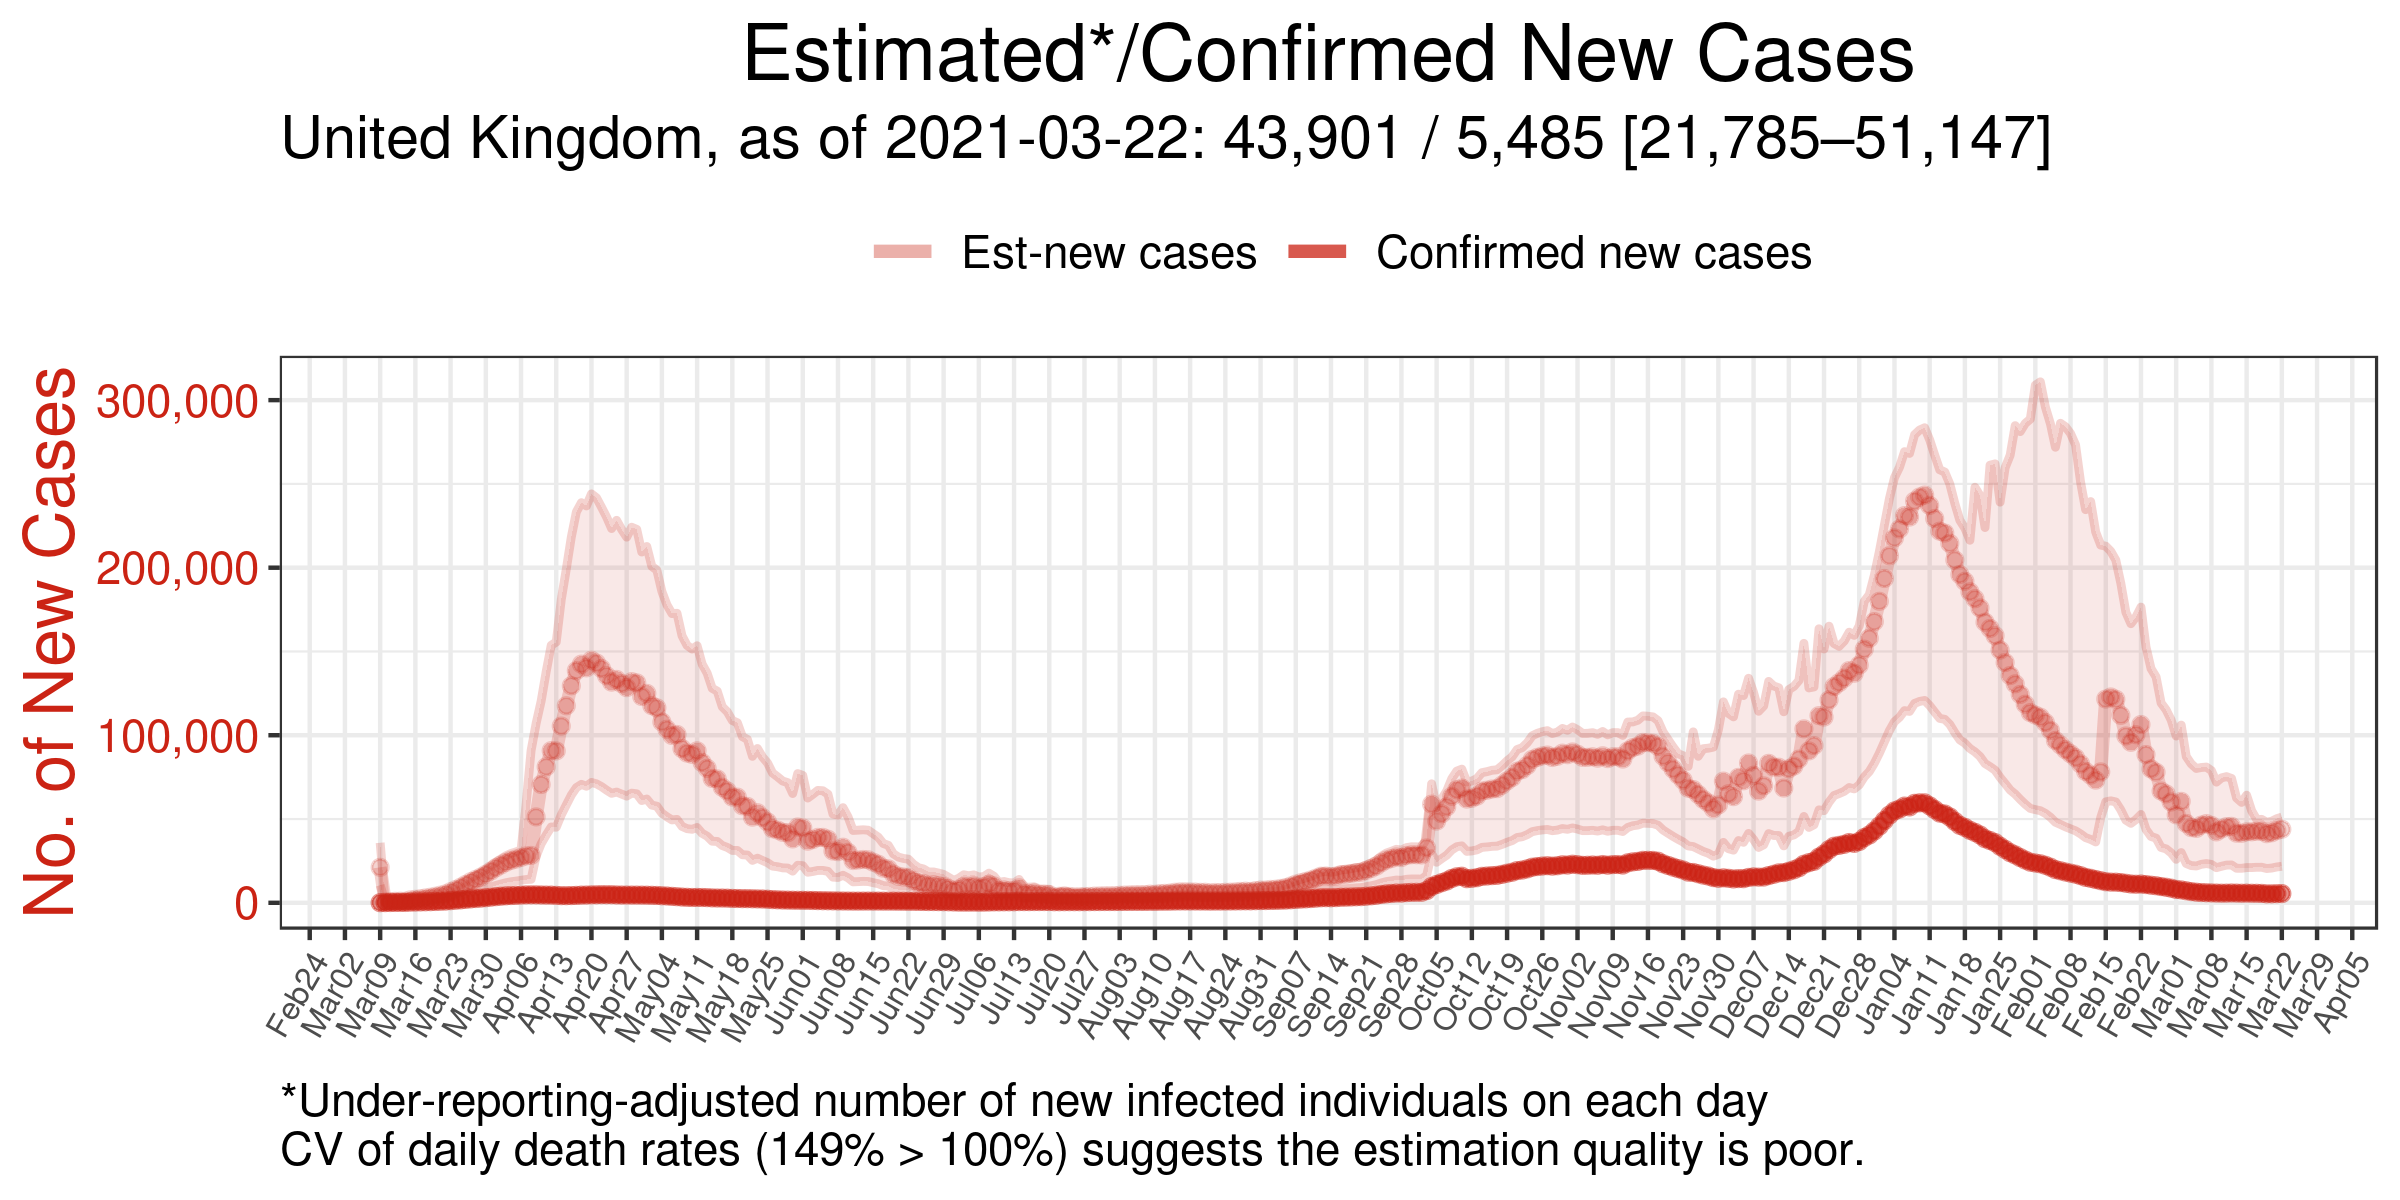 Estimated*/Confirmed New Cases
United Kingdom, as of 2021-03-22: 43,901 / 5,485 [21,785–51,147]
Est-new cases
Confirmed new cases
No. of New Cases
300,000
200,000
100,000
0
Feb24
Mar02
Mar09
Mar16
Mar23
Mar30
Apr06
Apr13
Apr20
Apr27
May04
May11
May18
May25
Jun01
Jun08
Jun15
Jun22
Jun29
Jul06
Jul13
Jul20
Jul27
Aug03
Aug10
Aug17
Aug24
Aug31
Sep07
Sep14
Sep21
Sep28
Oct05
Oct12
Oct19
Oct26
Nov02
Nov09
Nov16
Nov23
Nov30
Dec07
Dec14
Dec21
Dec28
Jan04
Jan11
Jan18
Jan25
Feb01
Feb08
Feb15
Feb22
Mar01
Mar08
Mar15
Mar22
Mar29
Apr05
*Under-reporting-adjusted number of new infected individuals on each day
CV of daily death rates (149% > 100%) suggests the estimation quality is poor.